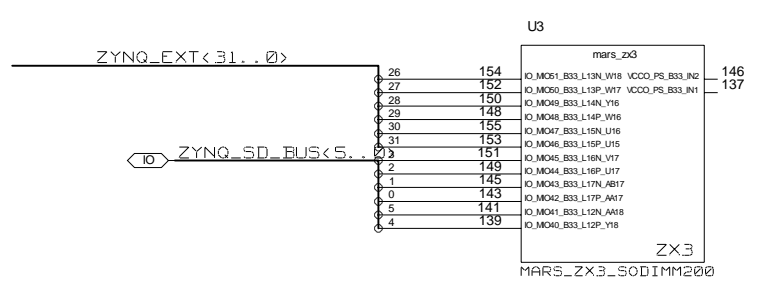 U3
ZYNQ_EXT<31..0>
mars_zx3
26 154 IO_MIO51_B33_L13N_W18 VCCO_PS_B33_IN2 146
27 152 IO_MIO50_B33_L13P_W17 VCCO_PS_B33_IN1 137
28 150 IO_MIO49_B33_L14N_Y16
29 148 IO_MIO48_B33_L14P_W16
30 155 IO_MIO47_B33_L15N_U16
31 153 IO_MIO46_B33_L15P_U15
IO ZYNQ_SD_BUS<5..0> 3 151 IO_MIO45_B33_L16N_V17
2 149 IO_MIO44_B33_L16P_U17
1 145 IO_MIO43_B33_L17N_AB17
0 143 IO_MIO42_B33_L17P_AA17
5 141 IO_MIO41_B33_L12N_AA18
4 139 IO_MIO40_B33_L12P_Y18
ZX3
MARS_ZX3_SODIMM200